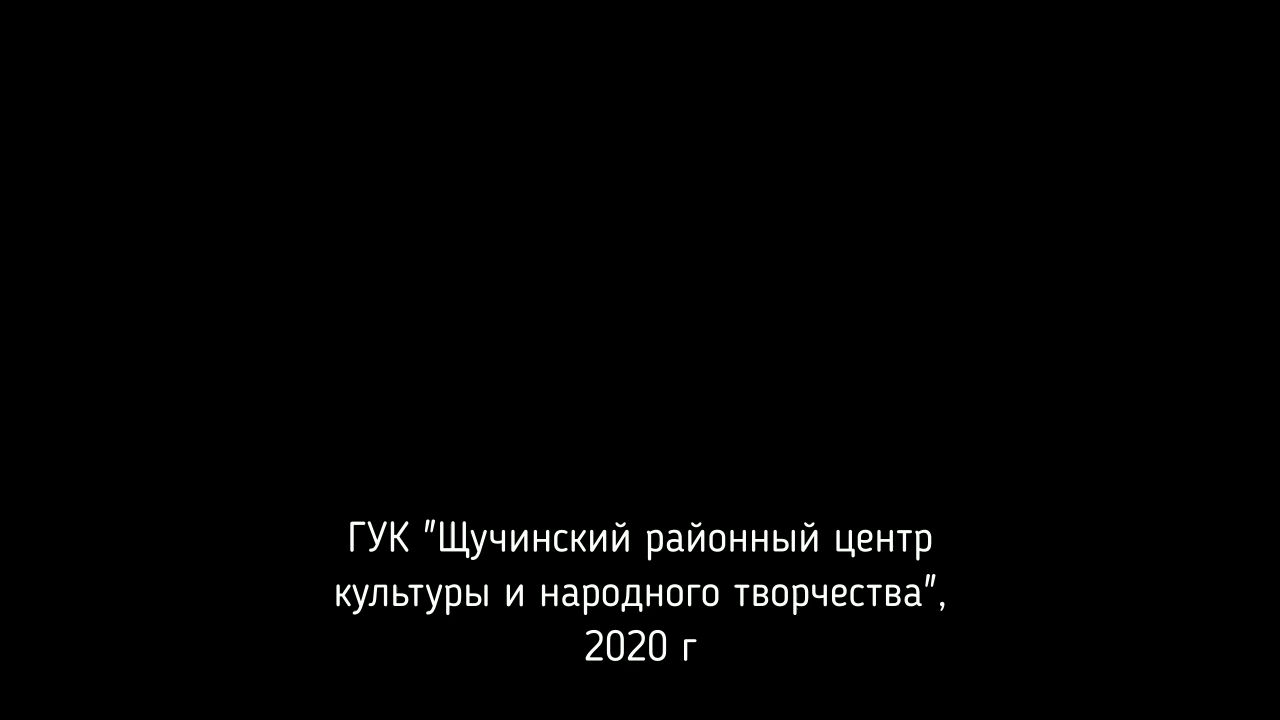 ГУК "Щучинский районный центр
культуры и народного творчества",
2020 г